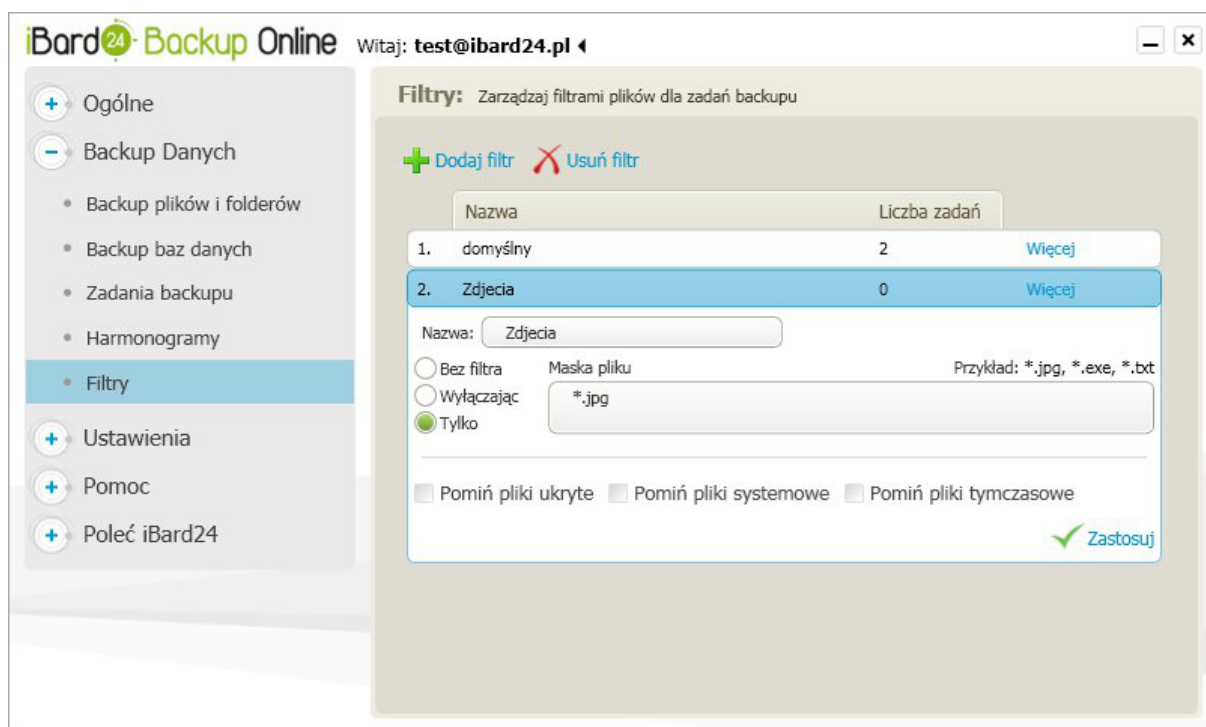 iBard24 Backup Online Witaj: test@ibard24.pl
Ogólne
Backup Danych
Backup plików i folderów
Backup baz danych
Zadania backupu
Harmonogramy
Filtry
Ustawienia
Pomoc
Poleć iBard24
Filtry: Zarządzaj filtrami plików dla zadań backupu
Dodaj filtr Usuń filtr
Nazwa Liczba zadań
1. domyślny 2 Więcej
2. Zdjecia 0 Więcej
Nazwa: Zdjecia
Bez filtra Maska pliku Przykład: *.jpg, *.exe, *.txt
Wyłączając *.jpg
Tylko
Pomiń pliki ukryte Pomiń pliki systemowe Pomiń pliki tymczasowe
Zastosuj